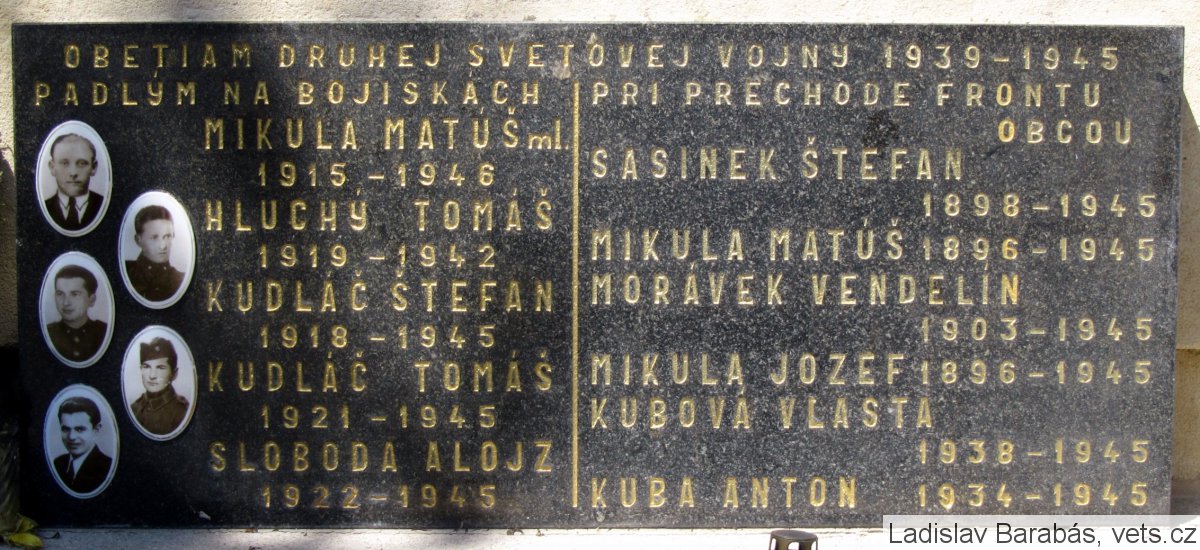 OBETIAM DRUHEJ SVETOVEJ VOJNY 1939-1945
PADLÝM NA BOJISKÁCH
MIKULA MATÚŠ ml.
1915-1946
HLUCHÝ TOMÁŠ
1919-1942
KUDLÁČ ŠTEFAN
1918-1945
KUDLÁČ TOMÁŠ
1921-1945
SLOBODA ALOJZ
1922-1945
PRI PRECHODE FRONTU
OBCOU
SASINEK ŠTEFAN
1898-1945
MIKULA MATÚŠ 1896-1945
MORÁVEK VENDELÍN
1903-1945
MIKULA JOZEF 1896-1945
KUBOVÁ VLASTA
1938-1945
KUBA ANTON 1934-1945
Ladislav Barabás, vets.cz